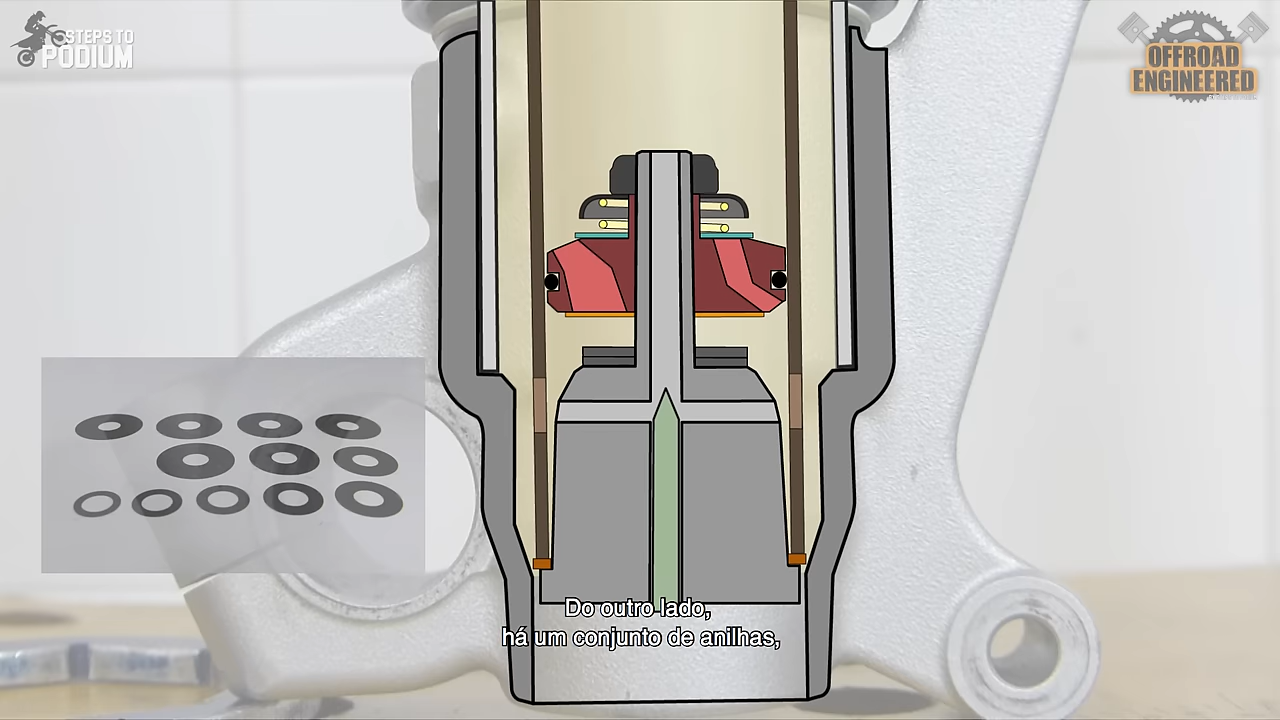 STEPS TO
PODIUM
OFFROAD
ENGINEERED
Do outro lado,
há um conjunto de anilhas,